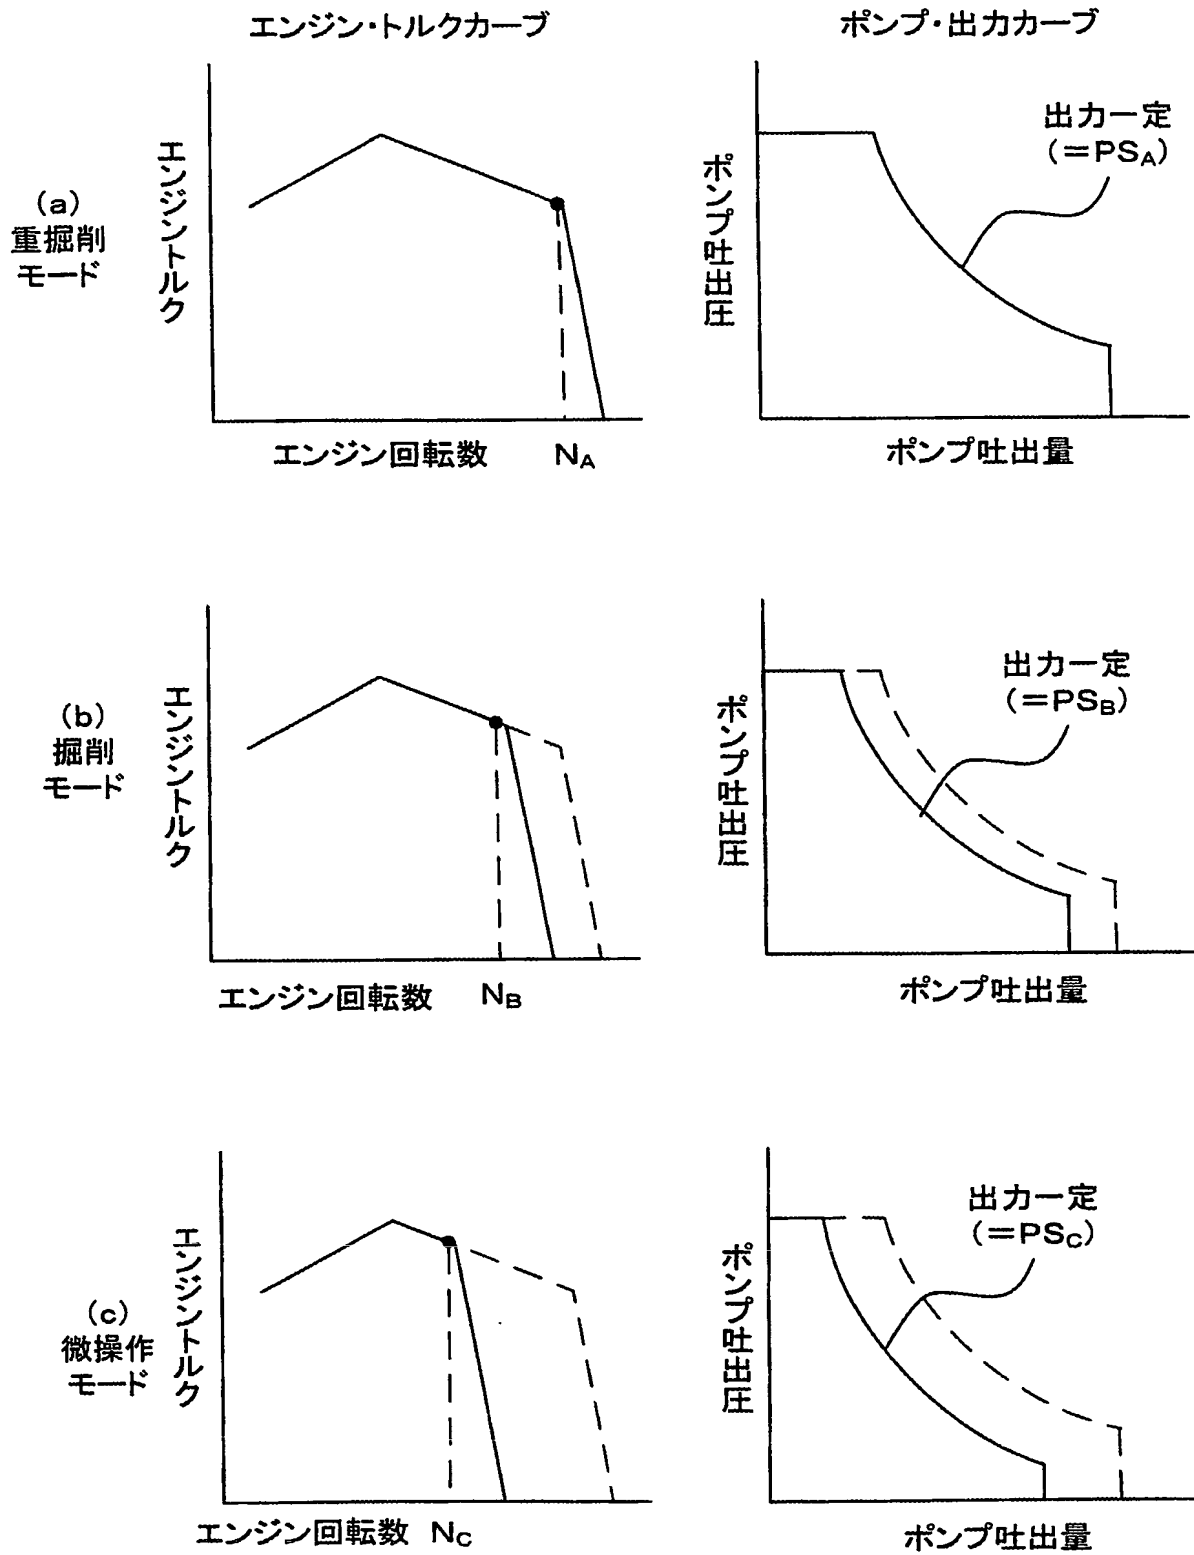 エンジン・トルクカーブ
ポンプ・出力カーブ
(a)
重掘削
モード
エンジントルク
エンジン回転数
NA
ポンプ吐出圧
出力一定
(=PSA)
ポンプ吐出量
(b)
掘削
モード
エンジントルク
エンジン回転数
NB
ポンプ吐出圧
出力一定
(=PSB)
ポンプ吐出量
(c)
微操作
モード
エンジントルク
エンジン回転数
NC
ポンプ吐出圧
出力一定
(=PSC)
ポンプ吐出量